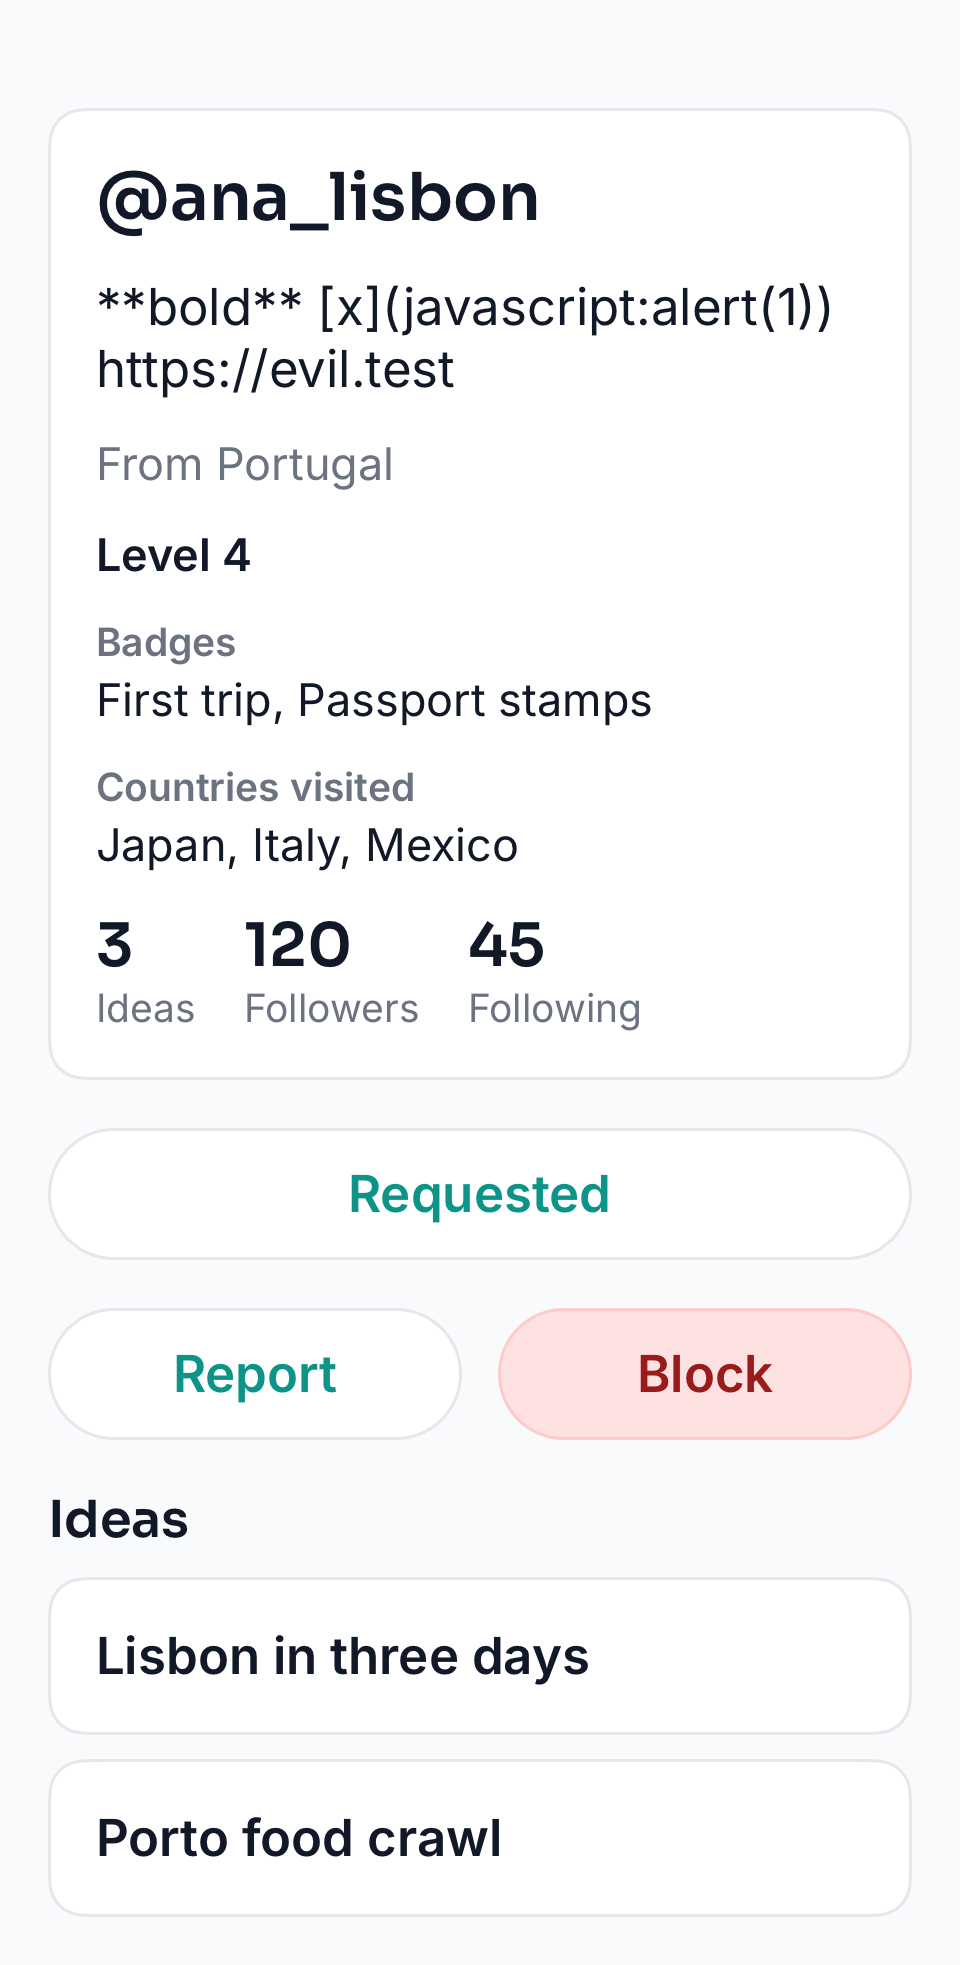 @ana_lisbon
**bold** [x](javascript:alert(1))
https://evil.test
From Portugal
Level 4
Badges
First trip, Passport stamps
Countries visited
Japan, Italy, Mexico
3 120 45
Ideas Followers Following
Requested
Report Block
Ideas
Lisbon in three days
Porto food crawl